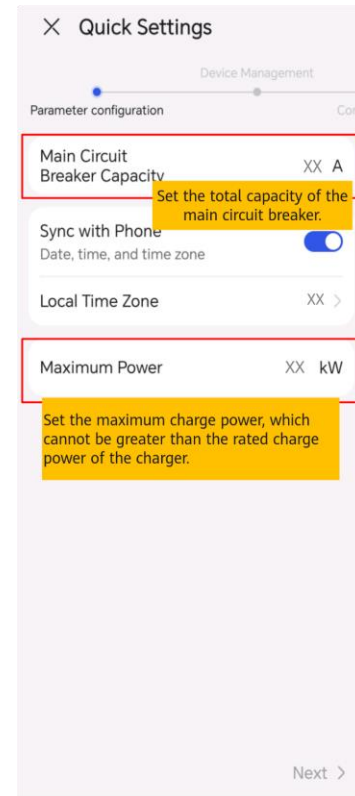 Quick Settings
Device Management
Parameter configuration
Main Circuit
Breaker Capacity
XX A
Set the total capacity of the
main circuit breaker.
Sync with Phone
Date, time, and time zone
Local Time Zone
XX
Maximum Power
XX kW
Set the maximum charge power, which
cannot be greater than the rated charge
power of the charger.
Next